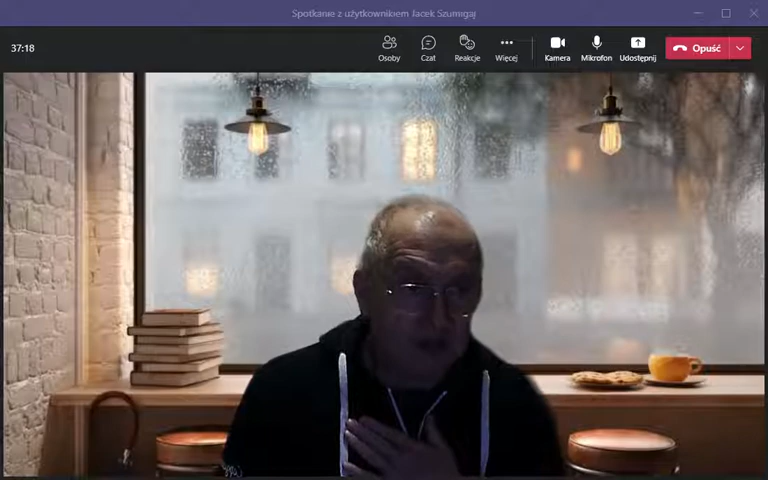 Spotkanie z użytkownikiem Jacek Szumigaj
37:18
Osoby
Czat
Reakcje
Więcej
Kamera
Mikrofon
Udostępnij
Opuść